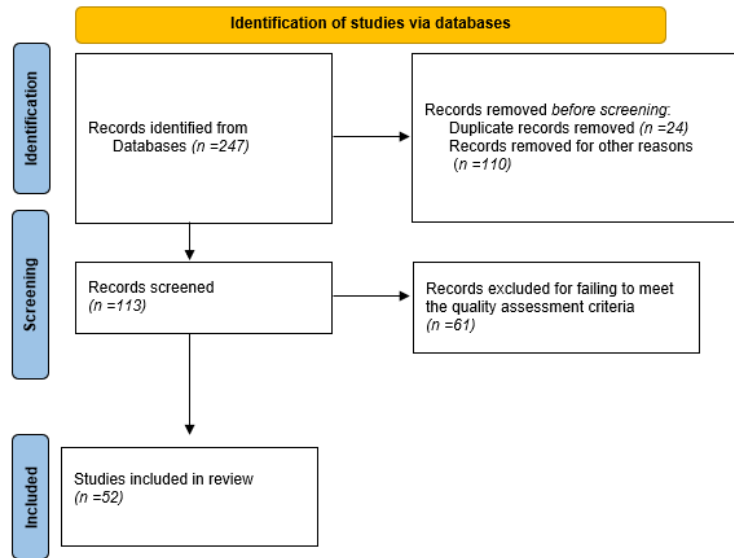 Identification of studies via databases
Identification
Records identified from
Databases (n =247)
Records removed before screening:
Duplicate records removed (n =24)
Records removed for other reasons
(n =110)
Screening
Records screened
(n =113)
Records excluded for failing to meet
the quality assessment criteria
(n =61)
Included
Studies included in review
(n =52)